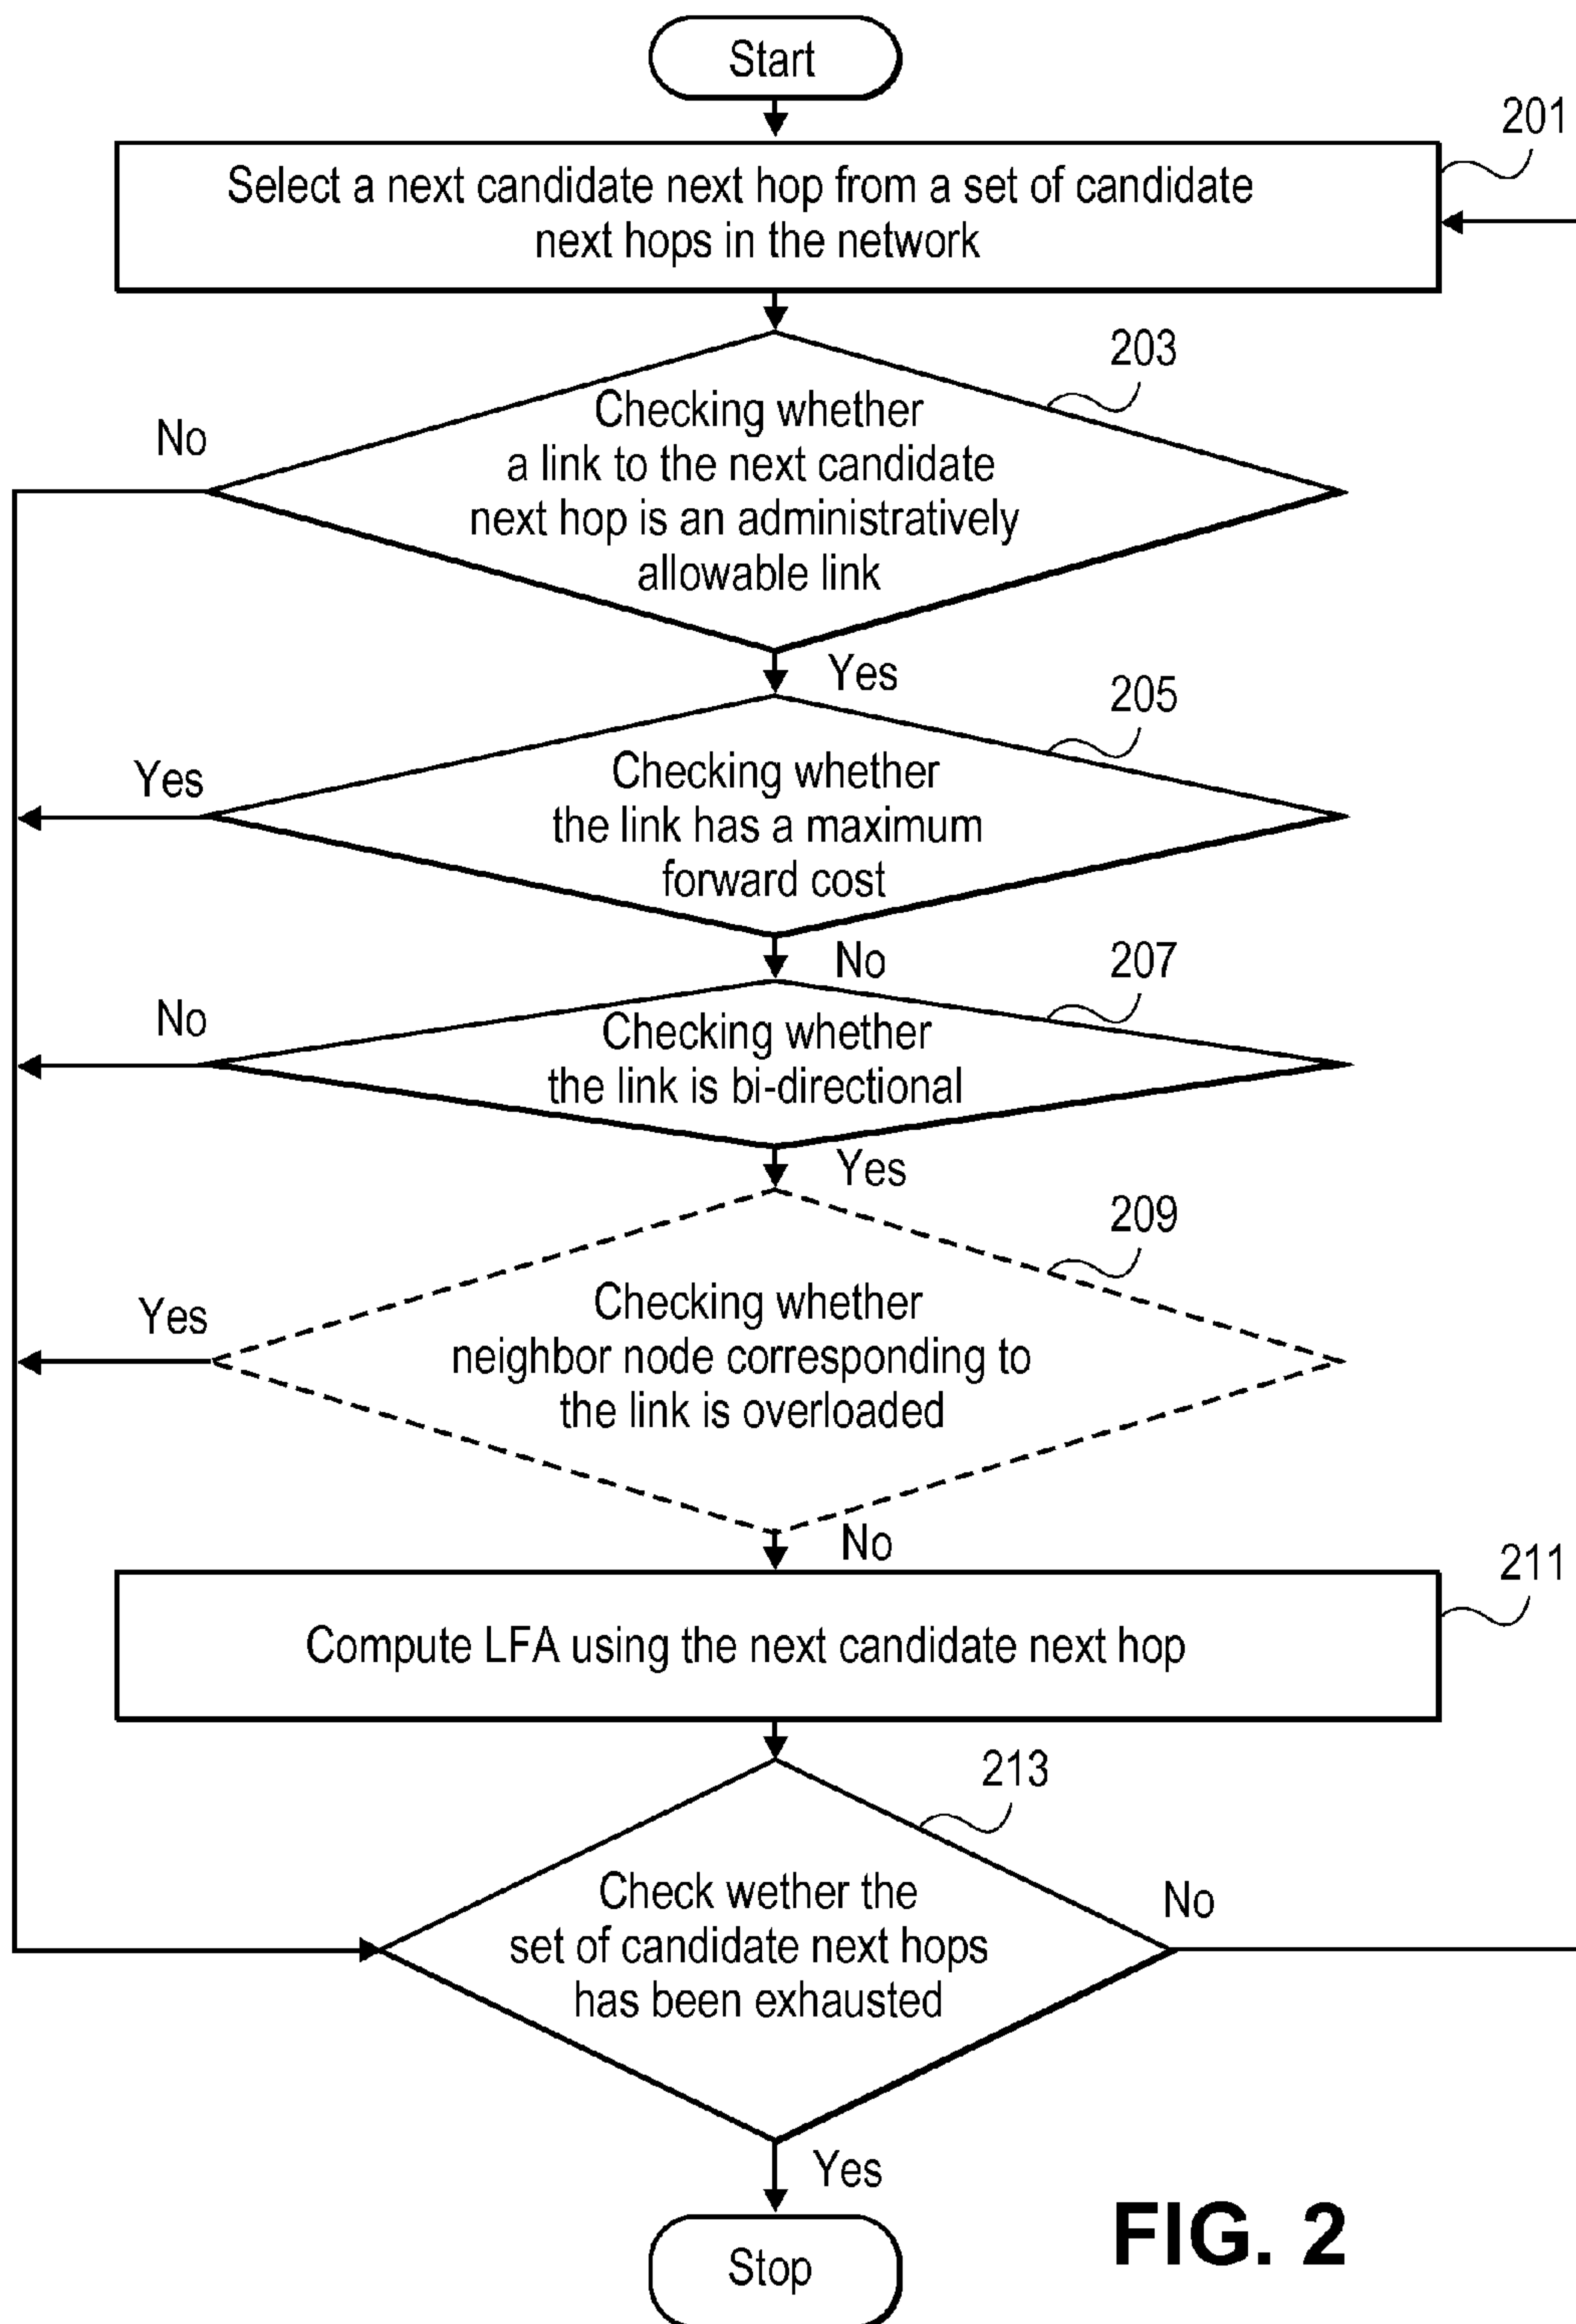 Start
201
Select a next candidate next hop from a set of candidate
next hops in the network
203
No
Checking whether
a link to the next candidate
next hop is an administratively
allowable link
Yes
205
Yes
Checking whether
the link has a maximum
forward cost
No
207
No
Checking whether
the link is bi-directional
Yes
209
Yes
Checking whether
neighbor node corresponding to
the link is overloaded
No
211
Compute LFA using the next candidate next hop
213
Check wether the
set of candidate next hops
has been exhausted
No
Yes
Stop
FIG. 2